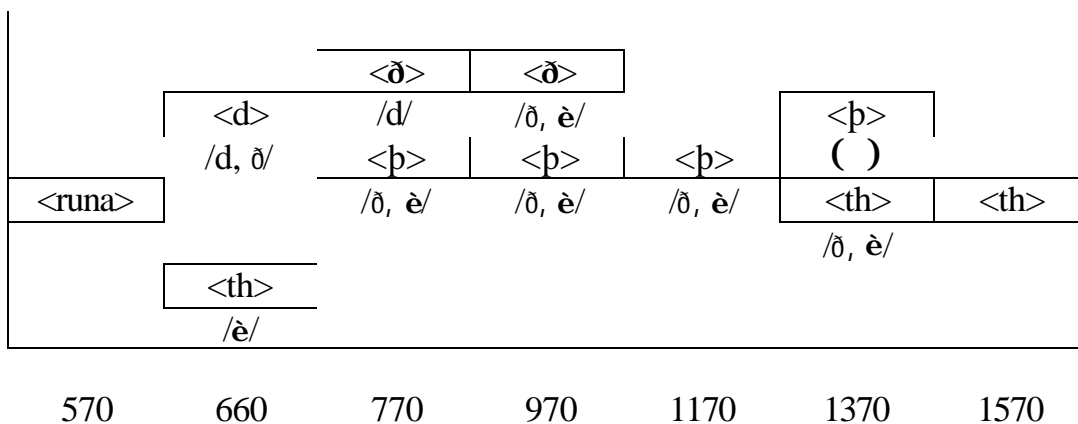 <ð> <ð>
<d> /d/ /ð, è/ <þ>
/d, ð/ <þ> <þ> <þ> ( )
<runa> /ð, è/ /ð, è/ /ð, è/ <th> <th>
/ð, è/
<th>
/è/
570 660 770 970 1170 1370 1570